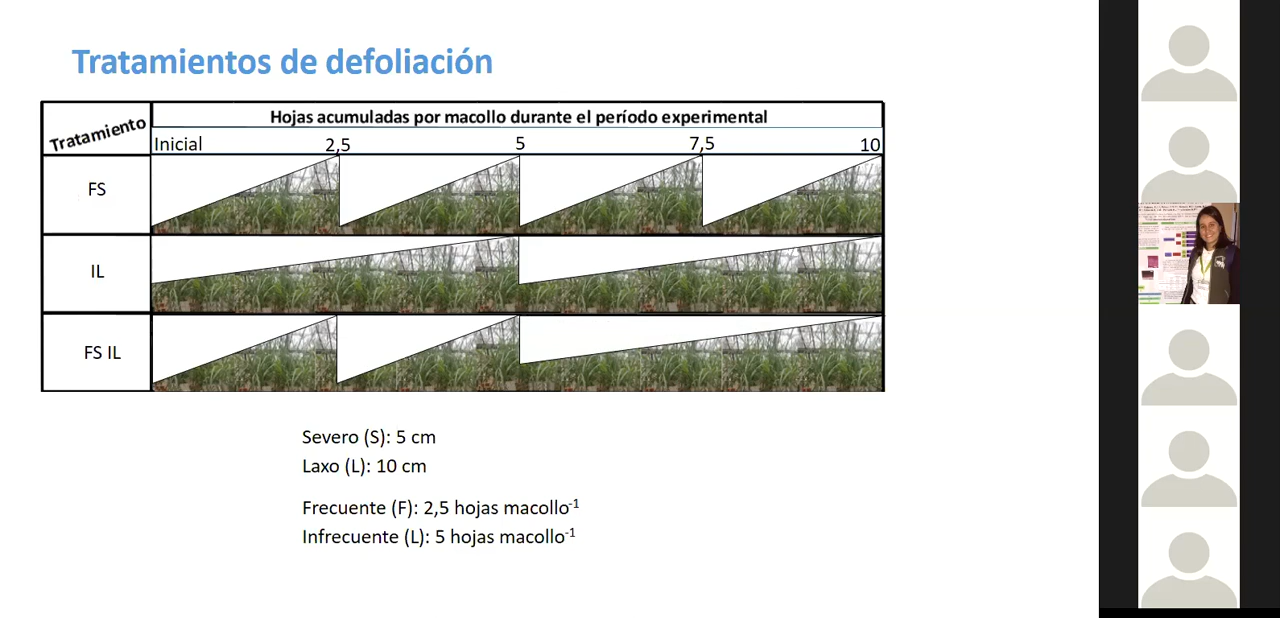 Tratamientos de defoliación
Tratamiento
Hojas acumuladas por macollo durante el período experimental
Inicial 2,5 5 7,5 10
FS
IL
FS IL
Severo (S): 5 cm
Laxo (L): 10 cm
Frecuente (F): 2,5 hojas macollo⁻¹
Infrecuente (L): 5 hojas macollo⁻¹